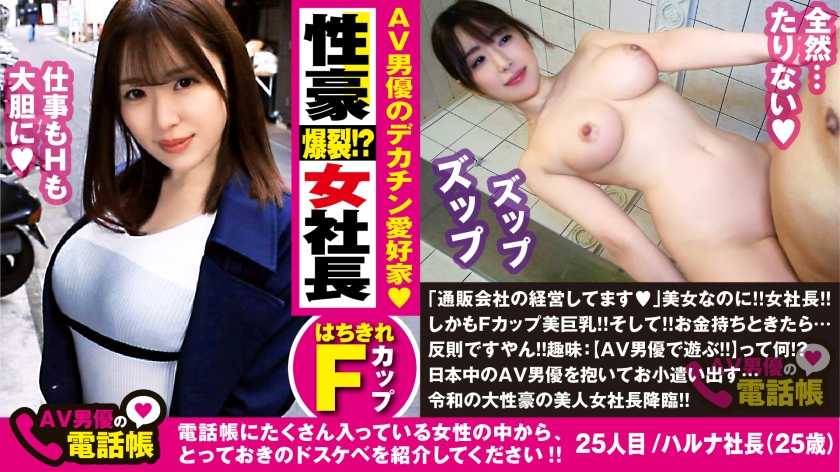 仕事もHも
大胆に♥
AV男優のデカチン愛好家♥
性豪
爆裂!?
女社長
はちきれ
Fカップ
全然…
たりない♥
ズップ
ズップ
「通販会社の経営してます♥」美女なのに!!女社長!!
しかもFカップ美巨乳!!そして!!お金持ちときたら…
反則ですやん!!趣味:【AV男優で遊ぶ!!】って何!?
日本中のAV男優を抱いてお小遣い出す…
令和の大性豪の美人女社長降臨!!
AV男優の
電話帳
AV男優の
電話帳
電話帳にたくさん入っている女性の中から、
とっておきのドスケベを紹介してください!!
25人目/ハルナ社長(25歳)